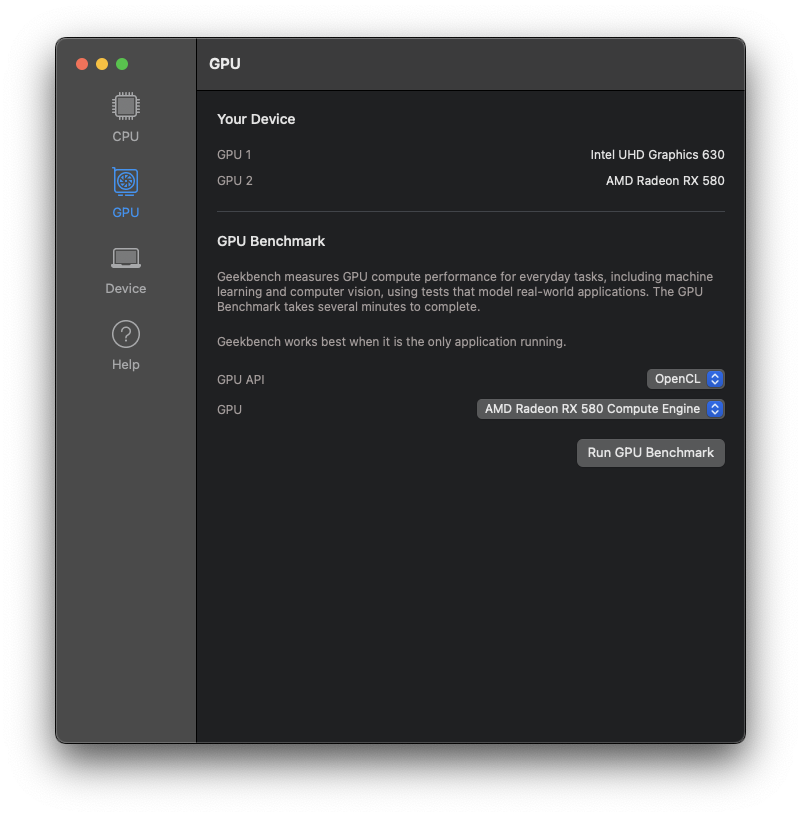 GPU
CPU
GPU
Device
Help
Your Device
GPU 1 Intel UHD Graphics 630
GPU 2 AMD Radeon RX 580
GPU Benchmark
Geekbench measures GPU compute performance for everyday tasks, including machine
learning and computer vision, using tests that model real-world applications. The GPU
Benchmark takes several minutes to complete.
Geekbench works best when it is the only application running.
GPU API OpenCL
GPU AMD Radeon RX 580 Compute Engine
Run GPU Benchmark